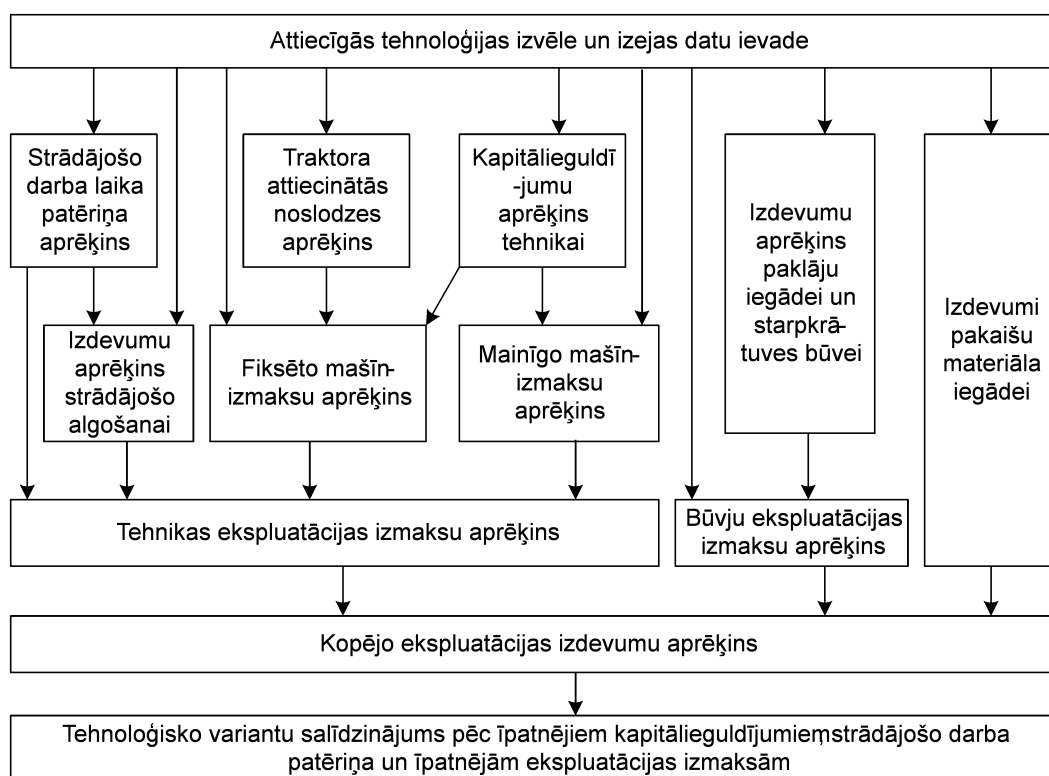 Attiecīgās tehnoloģijas izvēle un izejas datu ievade
Strādājošo
darba laika
patēriņa
aprēķins
Traktora
attiecinātās
noslodzes
aprēķins
Kapitālieguldī
-jumu
aprēķins
tehnikai
Izdevumu
aprēķins
paklāju
iegādei un
starpkrā-
tuves būvei
Izdevumi
pakaišu
materiāla
iegādei
Izdevumu
aprēķins
strādājošo
algošanai
Fiksēto mašīn-
izmaksu aprēķins
Mainīgo mašīn-
izmaksu
aprēķins
Tehnikas ekspluatācijas izmaksu aprēķins
Būvju ekspluatācijas
izmaksu aprēķins
Kopējo ekspluatācijas izdevumu aprēķins
Tehnoloģisko variantu salīdzinājums pēc īpatnējiem kapitālieguldījumiem,strādājošo darba
patēriņa un īpatnējām ekspluatācijas izmaksām